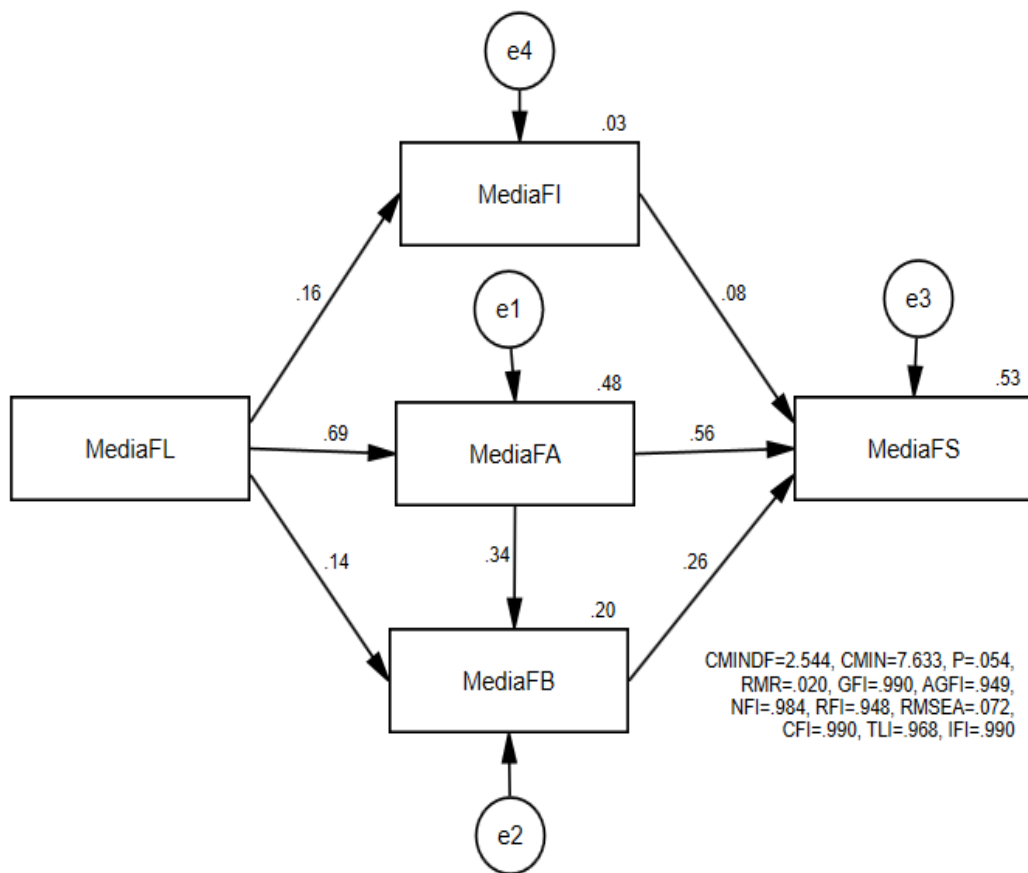 e4
.03
MediaFI
.16
e1
.08
e3
.48
.53
MediaFL
.69
MediaFA
.56
MediaFS
.14
.34
.26
.20
MediaFB
CMINDF=2.544, CMIN=7.633, P=.054,
RMR=.020, GFI=.990, AGFI=.949,
NFI=.984, RFI=.948, RMSEA=.072,
CFI=.990, TLI=.968, IFI=.990
e2